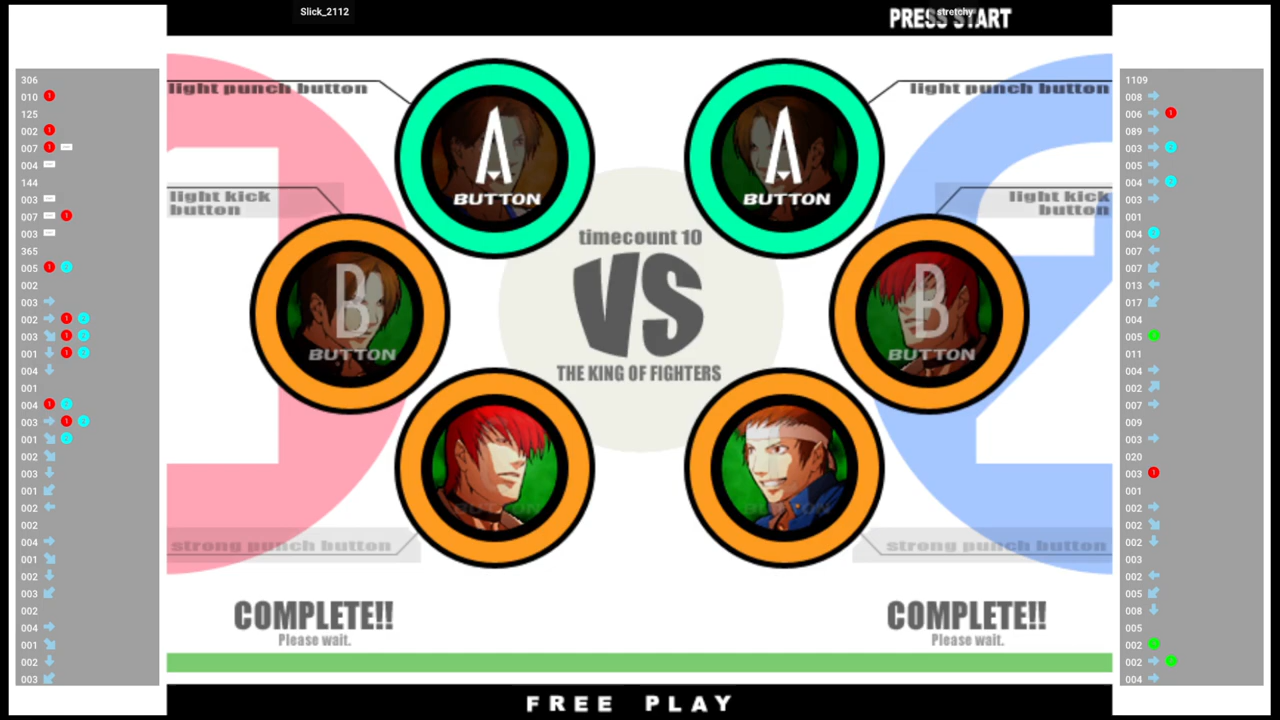 Slick_2112
stretchy
PRESS START
light punch button
light punch button
A
BUTTON
A
BUTTON
light kick
button
light kick
button
timecount 10
VS
THE KING OF FIGHTERS
B
BUTTON
B
BUTTON
1
2
strong punch button
strong punch button
COMPLETE!!
Please wait.
COMPLETE!!
Please wait.
FREE PLAY
306
010
125
002
007
004
144
003
007
003
365
005
002
003
002
003
001
004
001
004
003
001
002
003
001
002
002
004
001
002
003
002
004
001
002
003
1109
008
006
089
003
005
004
003
001
004
007
007
013
017
004
005
011
004
002
007
009
003
020
003
001
002
002
002
003
002
005
008
005
002
002
004